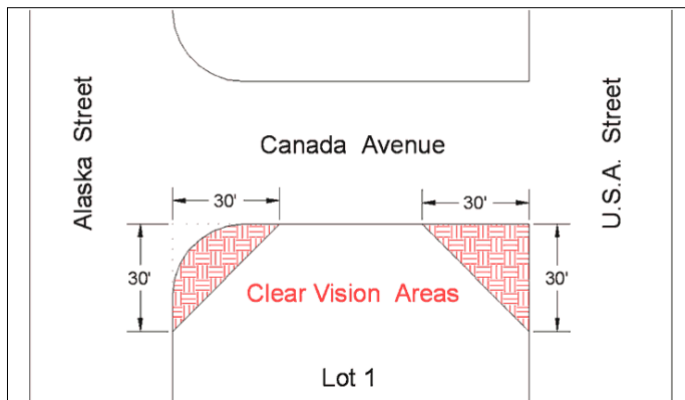 Alaska Street
Canada Avenue
U.S.A. Street
30'
30'
30'
30'
Clear Vision Areas
Lot 1